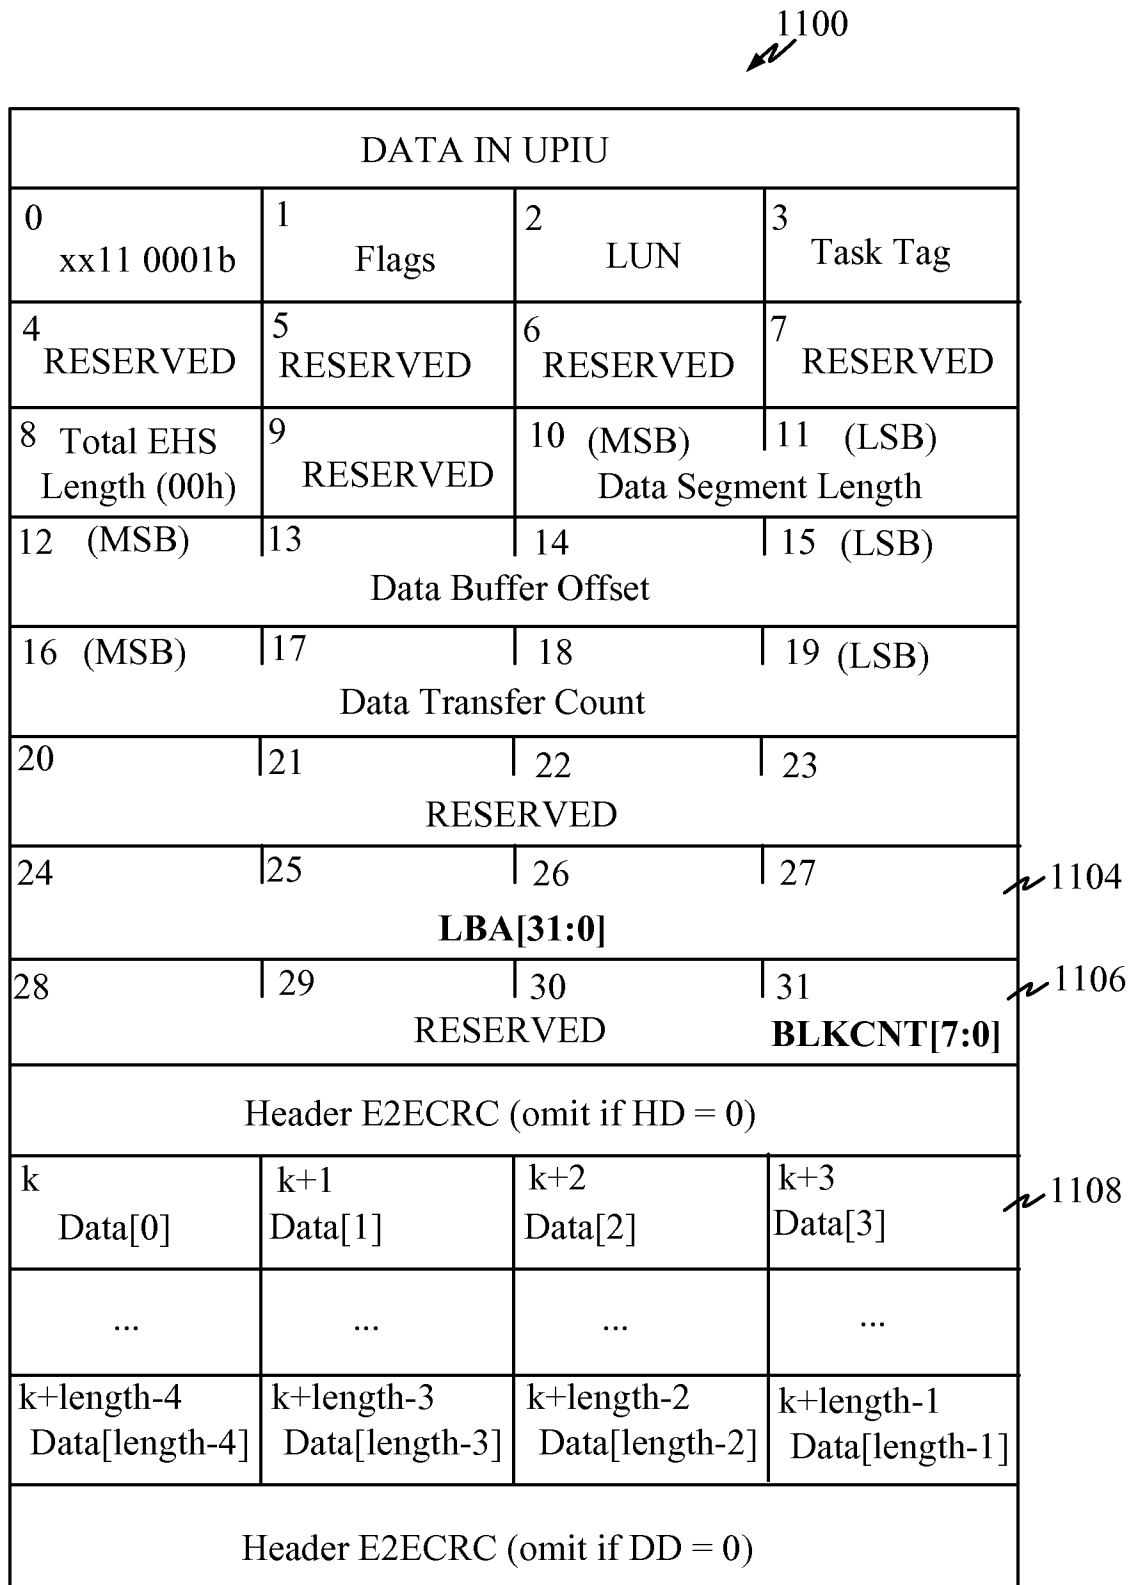 1100
DATA IN UPIU
0 1 2 3
xx11 0001b Flags LUN Task Tag
4 5 6 7
RESERVED RESERVED RESERVED RESERVED
8 Total EHS 9 10 (MSB) 11 (LSB)
Length (00h) RESERVED Data Segment Length
12 (MSB) 13 14 15 (LSB)
Data Buffer Offset
16 (MSB) 17 18 19 (LSB)
Data Transfer Count
20 21 22 23
RESERVED
24 25 26 27 1104
LBA[31:0]
28 29 30 31 1106
RESERVED BLKCNT[7:0]
Header E2ECRC (omit if HD = 0)
k k+1 k+2 k+3 1108
Data[0] Data[1] Data[2] Data[3]
... ... ... ...
k+length-4 k+length-3 k+length-2 k+length-1
Data[length-4] Data[length-3] Data[length-2] Data[length-1]
Header E2ECRC (omit if DD = 0)